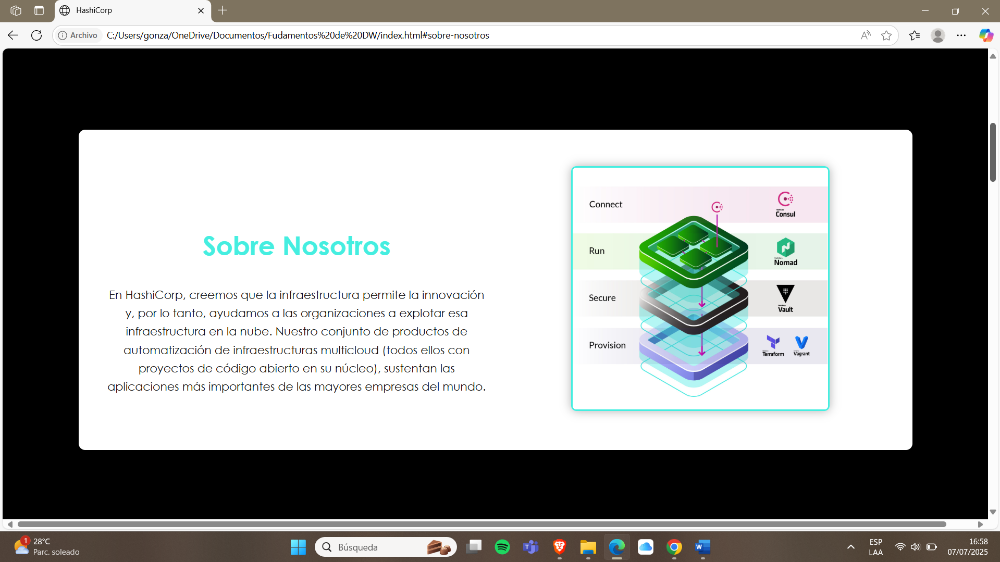 HashiCorp
Archivo
C:/Users/gonza/OneDrive/Documentos/Fudamentos%20de%20DW/index.html#sobre-nosotros
Sobre Nosotros
En HashiCorp, creemos que la infraestructura permite la innovación
y, por lo tanto, ayudamos a las organizaciones a explotar esa
infraestructura en la nube. Nuestro conjunto de productos de
automatización de infraestructuras multicloud (todos ellos con
proyectos de código abierto en su núcleo), sustentan las
aplicaciones más importantes de las mayores empresas del mundo.
Connect
HashiCorp
Consul
Run
HashiCorp
Nomad
Secure
HashiCorp
Vault
Provision
Terraform
Vagrant
1
28°C
Parc. soleado
Búsqueda
ESP
LAA
16:58
07/07/2025